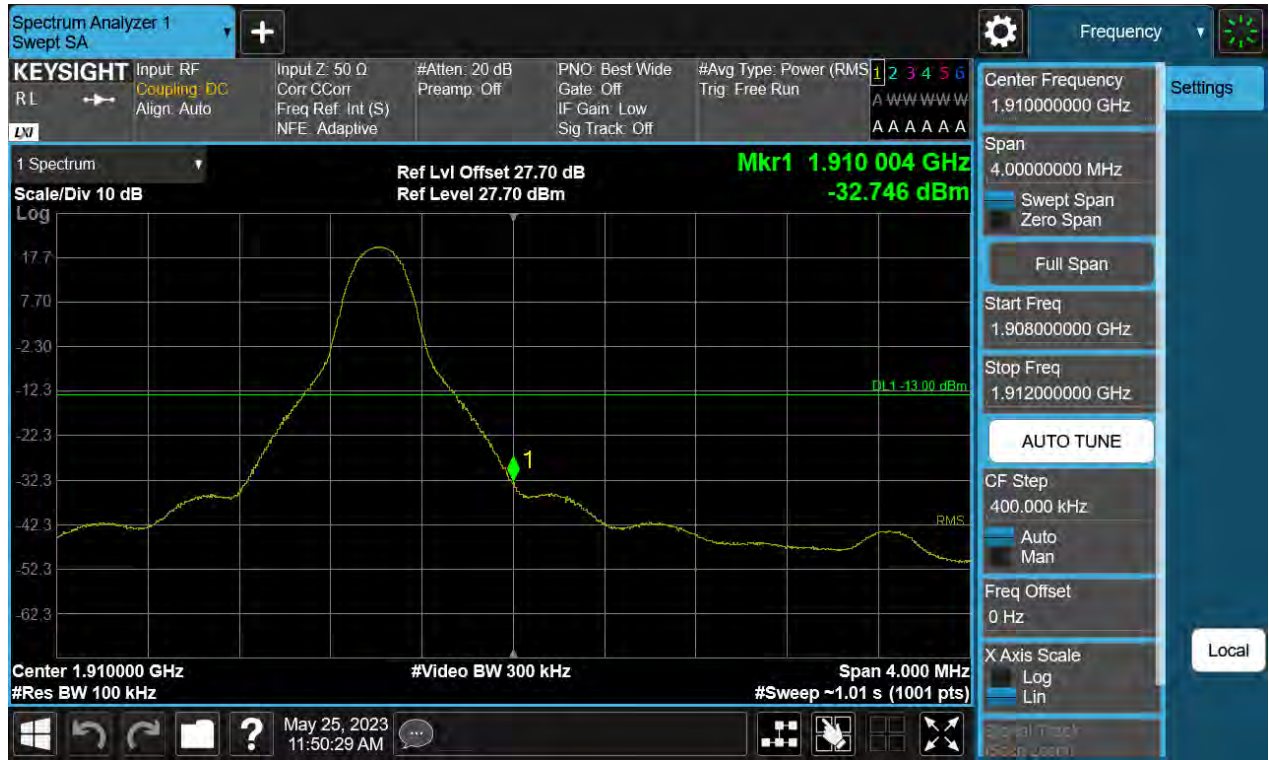 Spectrum Analyzer 1
Swept SA
Frequency
KEYSIGHT
RL
LXI
Input: RF
Coupling: DC
Align: Auto
Input Z: 50 Ω
Corr CCorr
Freq Ref: Int (S)
NFE: Adaptive
#Atten: 20 dB
Preamp: Off
PNO: Best Wide
Gate: Off
IF Gain: Low
Sig Track: Off
#Avg Type: Power (RMS
Trig: Free Run
1 2 3 4 5 6
A W W W W W
A A A A A A
1 Spectrum
Scale/Div 10 dB
Log
Ref Lvl Offset 27.70 dB
Ref Level 27.70 dBm
Mkr1 1.910 004 GHz
-32.746 dBm
17.7
7.70
-2.30
-12.3
-22.3
-32.3
-42.3
-52.3
-62.3
DL1 -13.00 dBm
1
RMS
Center 1.910000 GHz
#Res BW 100 kHz
#Video BW 300 kHz
Span 4.000 MHz
#Sweep ~1.01 s (1001 pts)
Center Frequency
1.910000000 GHz
Span
4.00000000 MHz
Swept Span
Zero Span
Full Span
Start Freq
1.908000000 GHz
Stop Freq
1.912000000 GHz
AUTO TUNE
CF Step
400.000 kHz
Auto
Man
Freq Offset
0 Hz
X Axis Scale
Log
Lin
Signal Track
(Span Zoom)
Settings
Local
?
May 25, 2023
11:50:29 AM